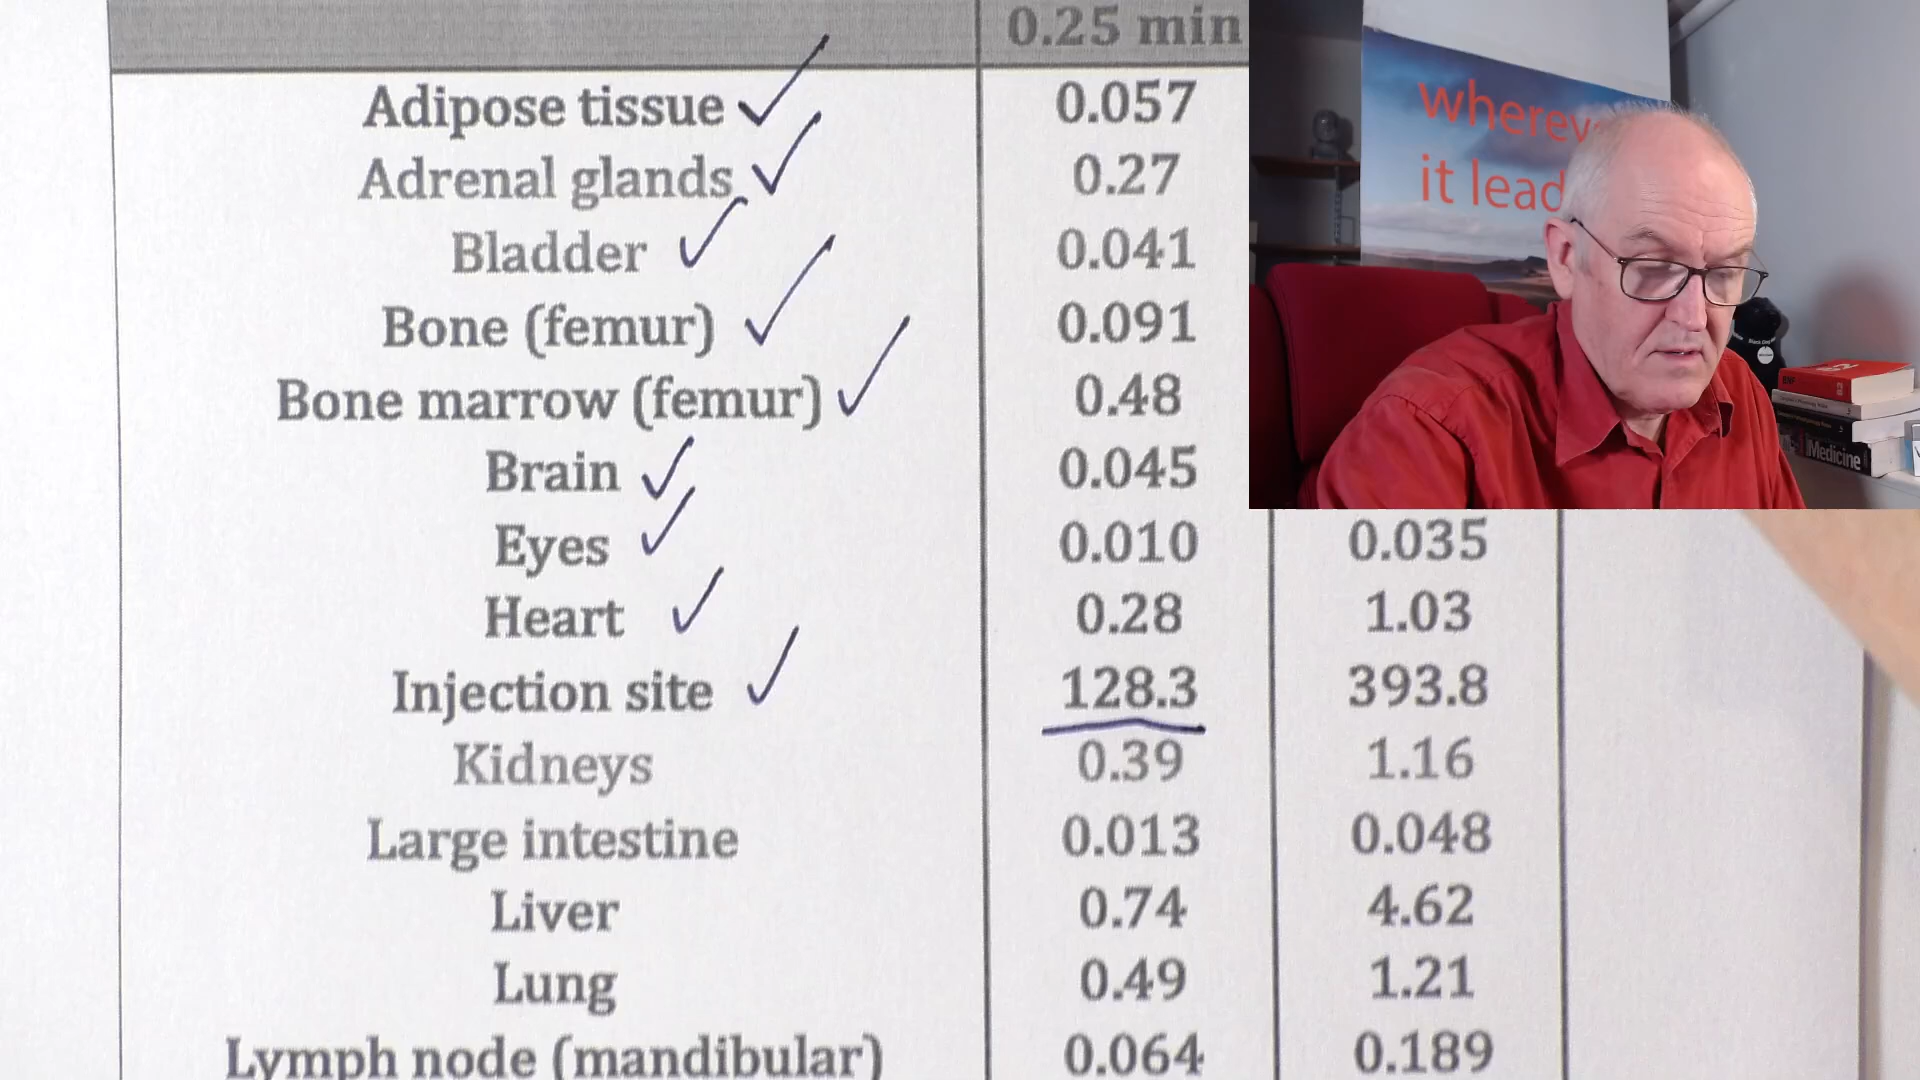 0.25 min
Adipose tissue ✓ 0.057
Adrenal glands ✓ 0.27
Bladder ✓ 0.041
Bone (femur) ✓ 0.091
Bone marrow (femur) ✓ 0.48
Brain ✓ 0.045
Eyes ✓ 0.010 0.035
Heart ✓ 0.28 1.03
Injection site ✓ 128.3 393.8
Kidneys 0.39 1.16
Large intestine 0.013 0.048
Liver 0.74 4.62
Lung 0.49 1.21
Lymph node (mandibular) 0.064 0.189
wherev
it lead
BNF
82
Medicine